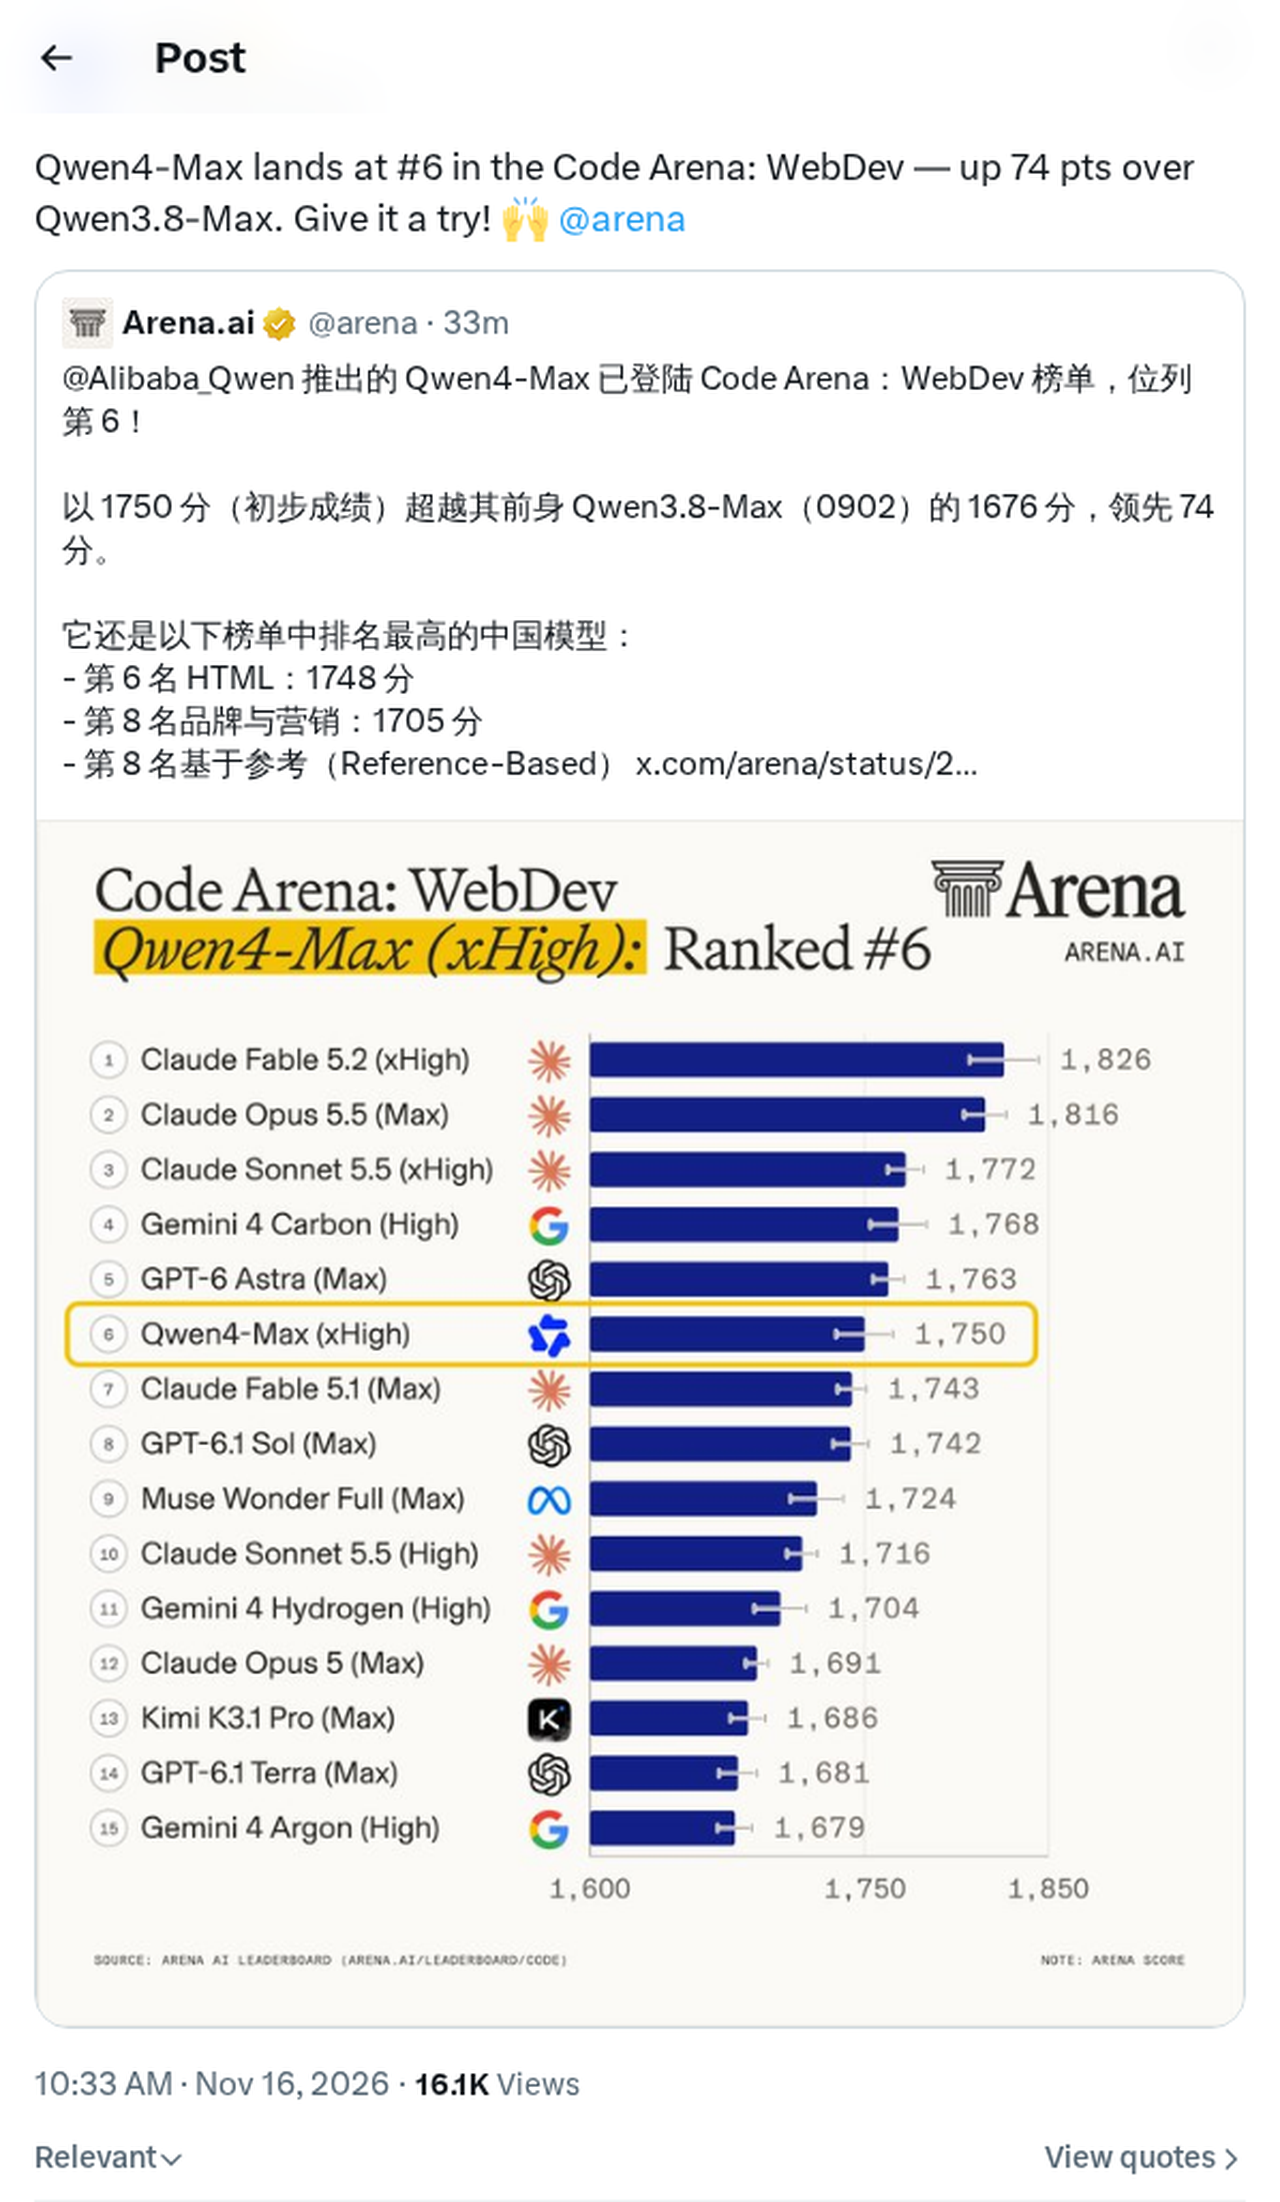 Post
Qwen4-Max lands at #6 in the Code Arena: WebDev — up 74 pts over
Qwen3.8-Max. Give it a try! 🙌 @arena
Arena.ai @arena · 33m
@Alibaba_Qwen 推出的 Qwen4-Max 已登陆 Code Arena：WebDev 榜单，位列
第 6！
以 1750 分（初步成绩）超越其前身 Qwen3.8-Max（0902）的 1676 分，领先 74
分。
它还是以下榜单中排名最高的中国模型：
- 第 6 名 HTML：1748 分
- 第 8 名品牌与营销：1705 分
- 第 8 名基于参考（Reference-Based） x.com/arena/status/2...
Code Arena: WebDev
Qwen4-Max (xHigh): Ranked #6
Arena
ARENA.AI
1 Claude Fable 5.2 (xHigh) 1,826
2 Claude Opus 5.5 (Max) 1,816
3 Claude Sonnet 5.5 (xHigh) 1,772
4 Gemini 4 Carbon (High) 1,768
5 GPT-6 Astra (Max) 1,763
6 Qwen4-Max (xHigh) 1,750
7 Claude Fable 5.1 (Max) 1,743
8 GPT-6.1 Sol (Max) 1,742
9 Muse Wonder Full (Max) 1,724
10 Claude Sonnet 5.5 (High) 1,716
11 Gemini 4 Hydrogen (High) 1,704
12 Claude Opus 5 (Max) 1,691
13 Kimi K3.1 Pro (Max) K 1,686
14 GPT-6.1 Terra (Max) 1,681
15 Gemini 4 Argon (High) 1,679
1,600 1,750 1,850
SOURCE: ARENA AI LEADERBOARD (ARENA.AI/LEADERBOARD/CODE)
NOTE: ARENA SCORE
10:33 AM · Nov 16, 2026 · 16.1K Views
Relevant
View quotes